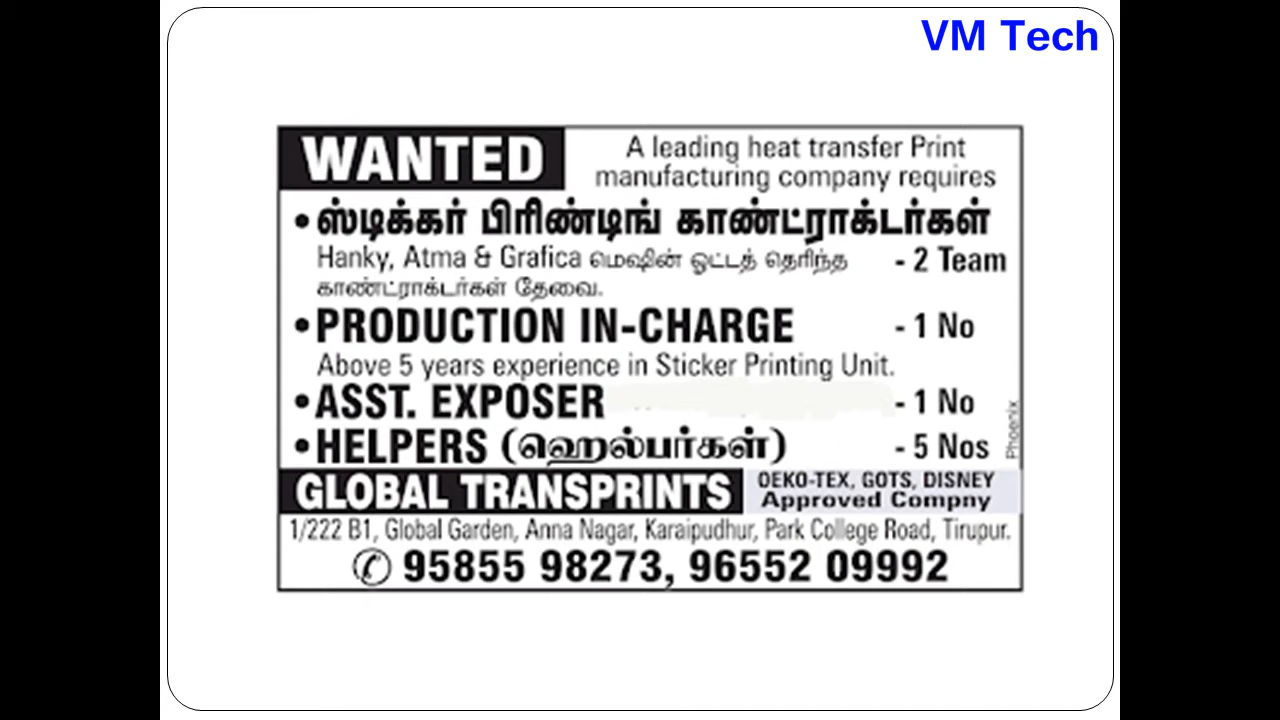 VM Tech
WANTED
A leading heat transfer Print
manufacturing company requires
• ஸ்டிக்கர் பிரிண்டிங் காண்ட்ராக்டர்கள்
Hanky, Atma & Grafica மெஷின் ஓட்டத் தெரிந்த - 2 Team
காண்ட்ராக்டர்கள் தேவை.
• PRODUCTION IN-CHARGE - 1 No
Above 5 years experience in Sticker Printing Unit.
• ASST. EXPOSER - 1 No
• HELPERS (ஹெல்பர்கள்) - 5 Nos
Phoenix
GLOBAL TRANSPRINTS
OEKO-TEX, GOTS, DISNEY
Approved Compny
1/222 B1, Global Garden, Anna Nagar, Karaipudhur, Park College Road, Tirupur.
✆ 95855 98273, 96552 09992